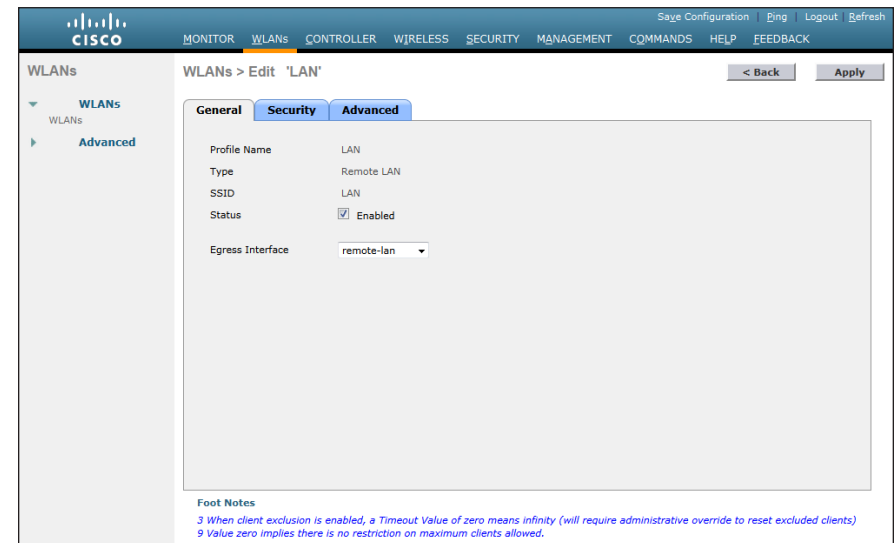 Save Configuration | Ping | Logout | Refresh
CISCO
MONITOR WLANs CONTROLLER WIRELESS SECURITY MANAGEMENT COMMANDS HELP FEEDBACK
WLANs
WLANs
WLANs
Advanced
WLANs > Edit 'LAN'
< Back
Apply
General Security Advanced
Profile Name LAN
Type Remote LAN
SSID LAN
Status Enabled
Egress Interface remote-lan
Foot Notes
3 When client exclusion is enabled, a Timeout Value of zero means infinity (will require administrative override to reset excluded clients)
9 Value zero implies there is no restriction on maximum clients allowed.